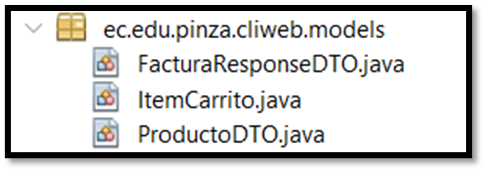 ec.edu.pinza.cliweb.models
FacturaResponseDTO.java
ItemCarrito.java
ProductoDTO.java